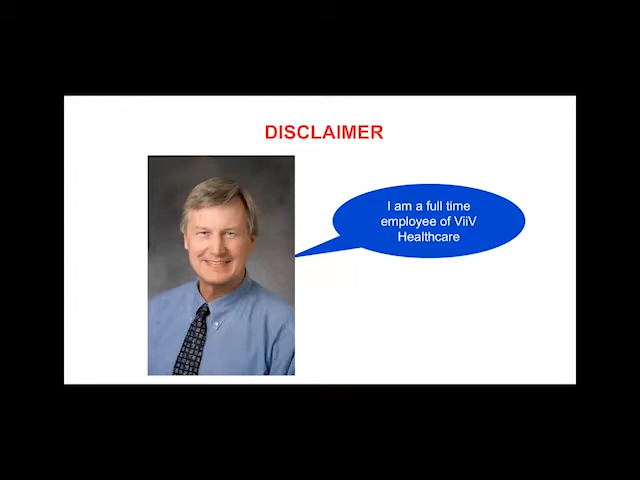 DISCLAIMER
I am a full time
employee of ViiV
Healthcare